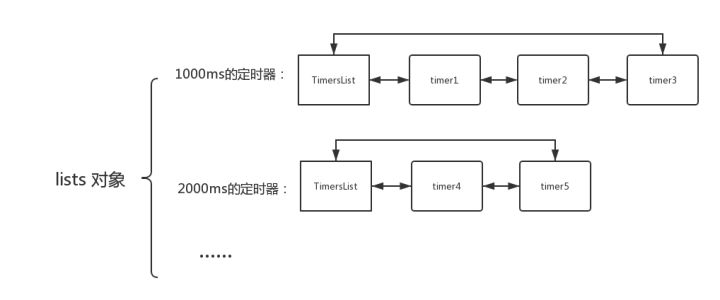 1000ms的定时器：
TimersList
timer1
timer2
timer3
lists 对象
2000ms的定时器：
TimersList
timer4
timer5
……